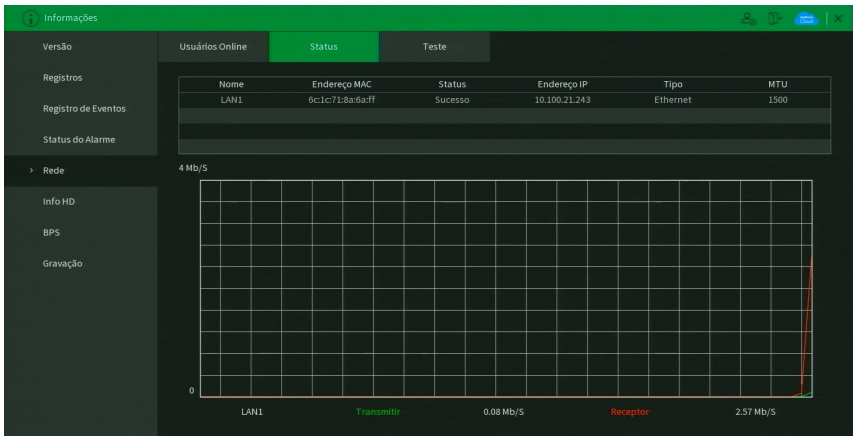 Informações
Versão
Registros
Registro de Eventos
Status do Alarme
> Rede
Info HD
BPS
Gravação
Usuários Online Status Teste
Nome Endereço MAC Status Endereço IP Tipo MTU
LAN1 6c:1c:71:8a:6a:ff Sucesso 10.100.21.243 Ethernet 1500
4 Mb/S
0
LAN1 Transmitir 0.08 Mb/S Receptor 2.57 Mb/S